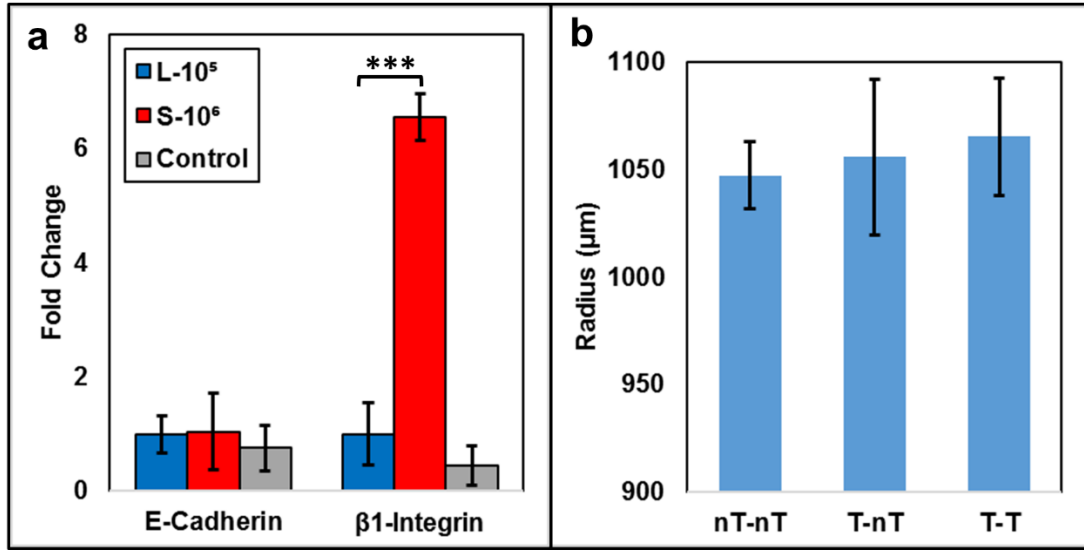 a
L-10⁵
S-10⁶
Control
***
Fold Change
8
6
4
2
0
E-Cadherin
β1-Integrin
b
Radius (µm)
1100
1050
1000
950
900
nT-nT
T-nT
T-T